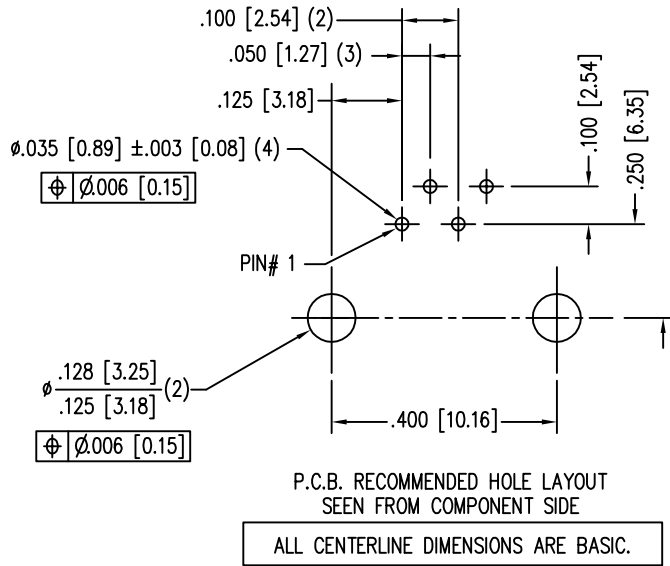 .100 [2.54] (2)
.050 [1.27] (3)
.125 [3.18]
.100 [2.54]
.250 [6.35]
⌀.035 [0.89] ±.003 [0.08] (4)
⌖ ⌀.006 [0.15]
PIN# 1
⌀ .128 [3.25]
.125 [3.18] (2)
⌖ ⌀.006 [0.15]
.400 [10.16]
P.C.B. RECOMMENDED HOLE LAYOUT
SEEN FROM COMPONENT SIDE
ALL CENTERLINE DIMENSIONS ARE BASIC.